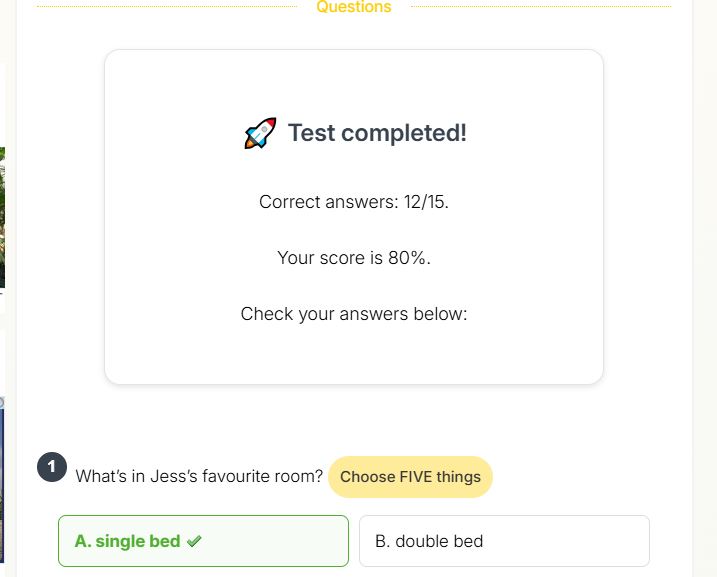 Questions
Test completed!
Correct answers: 12/15.
Your score is 80%.
Check your answers below:
1 What's in Jess's favourite room? Choose FIVE things
A. single bed
B. double bed